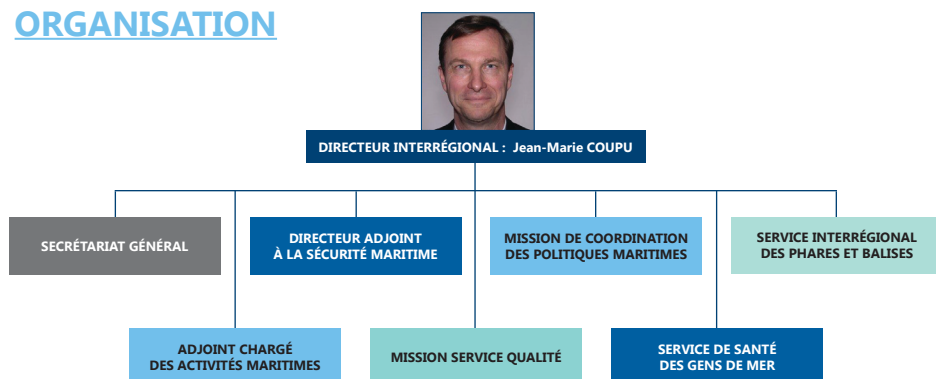 ORGANISATION
DIRECTEUR INTERRÉGIONAL : Jean-Marie COUPU
SECRÉTARIAT GÉNÉRAL
DIRECTEUR ADJOINT
À LA SÉCURITÉ MARITIME
MISSION DE COORDINATION
DES POLITIQUES MARITIMES
SERVICE INTERRÉGIONAL
DES PHARES ET BALISES
ADJOINT CHARGÉ
DES ACTIVITÉS MARITIMES
MISSION SERVICE QUALITÉ
SERVICE DE SANTÉ
DES GENS DE MER